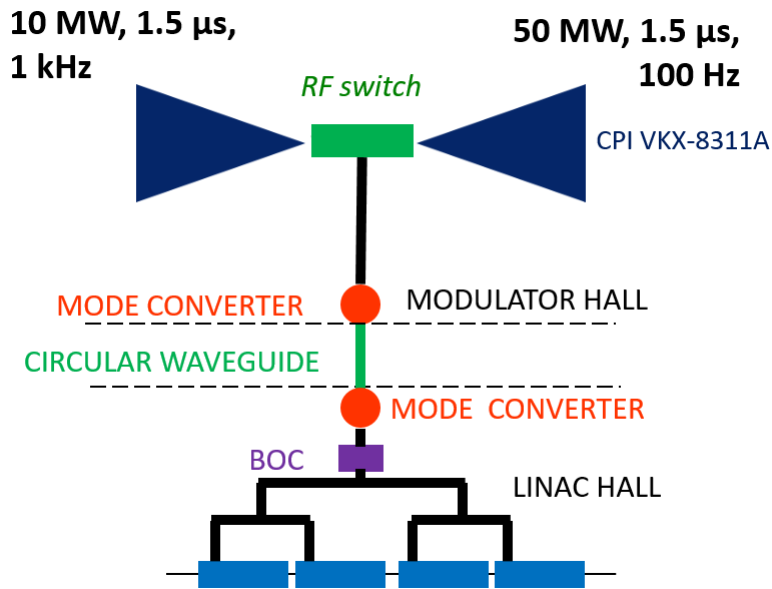 10 MW, 1.5 µs,
1 kHz
50 MW, 1.5 µs,
100 Hz
RF switch
CPI VKX-8311A
MODE CONVERTER
MODULATOR HALL
CIRCULAR WAVEGUIDE
MODE CONVERTER
BOC
LINAC HALL